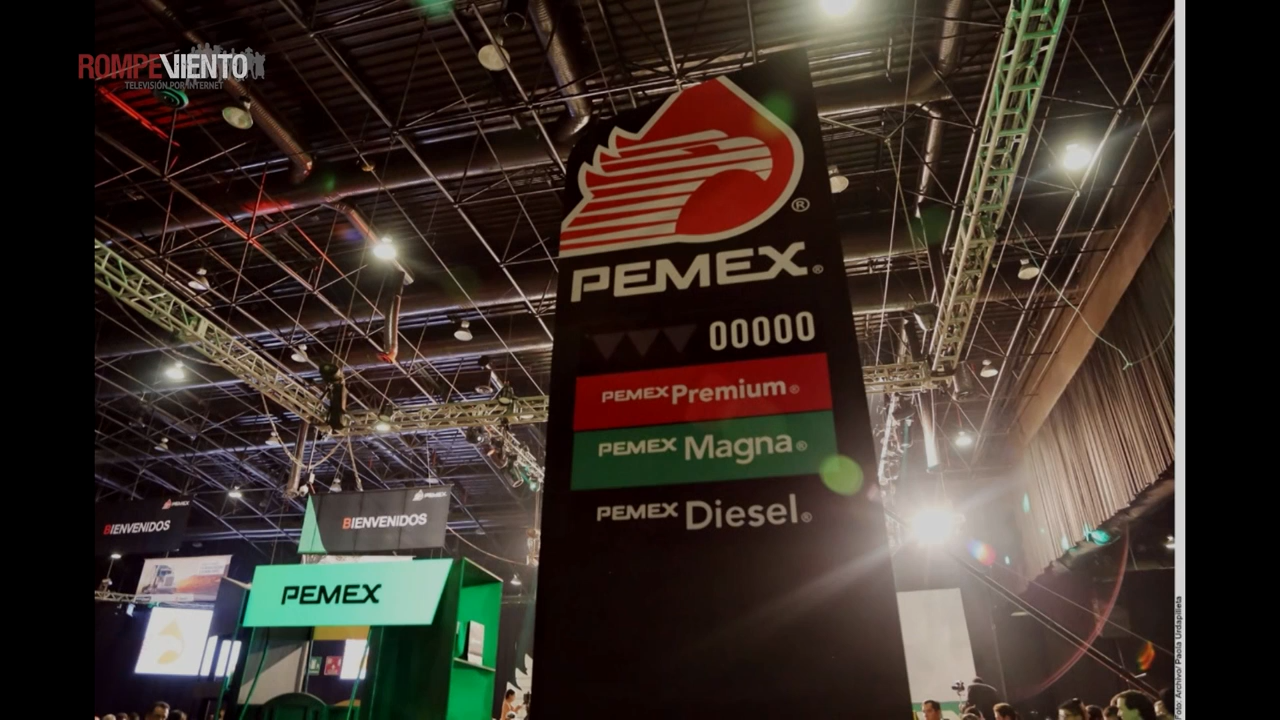 ROMPEVIENTO
TELEVISIÓN POR INTERNET
®
PEMEX®
00000
PEMEX Premium®
PEMEX Magna®
PEMEX Diesel®
PEMEX
BIENVENIDOS
PEMEX
BIENVENIDOS
PEMEX
Foto: Archivo/ Paola Urdapilleta